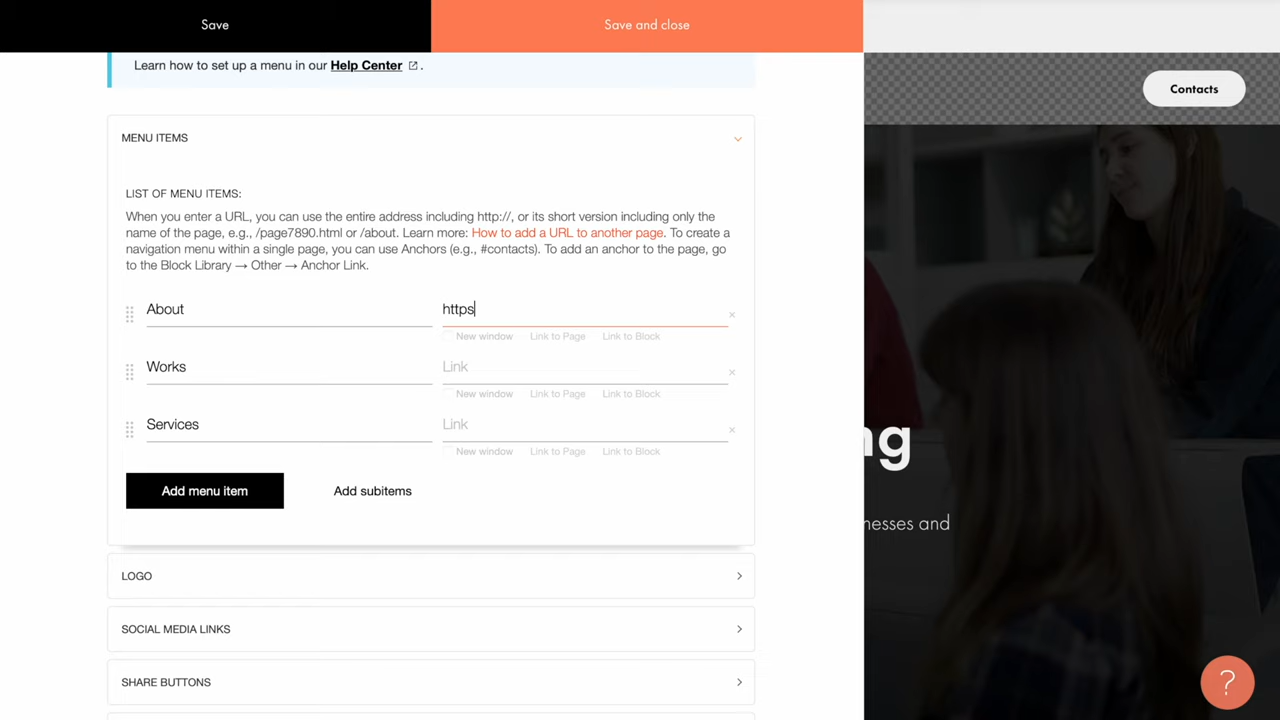 Save
Save and close
Learn how to set up a menu in our Help Center .
Contacts
MENU ITEMS
LIST OF MENU ITEMS:
When you enter a URL, you can use the entire address including http://, or its short version including only the
name of the page, e.g., /page7890.html or /about. Learn more: How to add a URL to another page. To create a
navigation menu within a single page, you can use Anchors (e.g., #contacts). To add an anchor to the page, go
to the Block Library → Other → Anchor Link.
About https
New window Link to Page Link to Block
Works Link
New window Link to Page Link to Block
Services Link
New window Link to Page Link to Block
Add menu item Add subitems
LOGO
SOCIAL MEDIA LINKS
SHARE BUTTONS
ng
nesses and
?